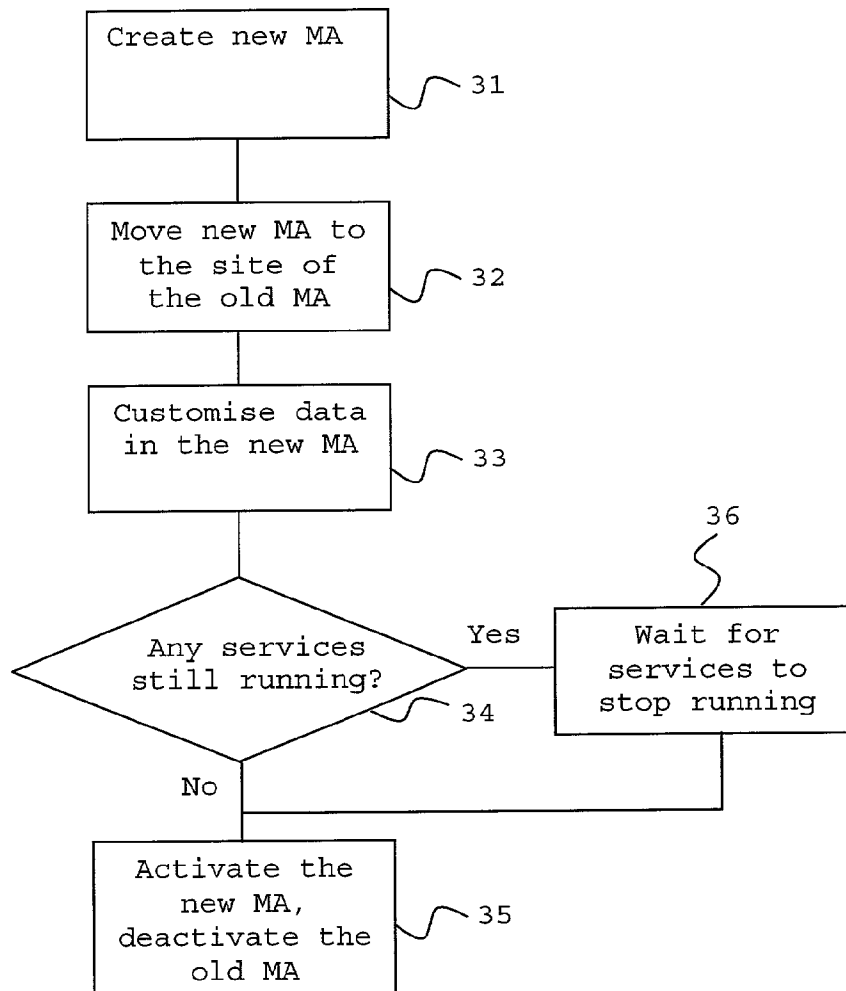 Create new MA
31
Move new MA to
the site of
the old MA
32
Customise data
in the new MA
33
36
Any services
still running?
34
Yes
Wait for
services to
stop running
No
Activate the
new MA,
deactivate the
old MA
35